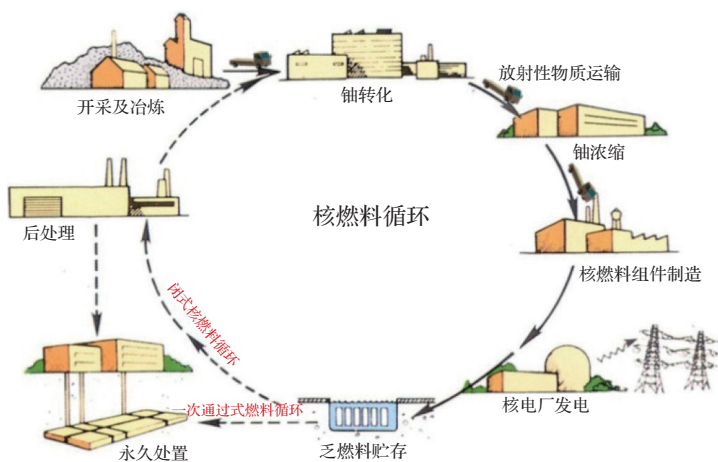 开采及冶炼
铀转化
放射性物质运输
铀浓缩
后处理
核燃料循环
核燃料组件制造
闭式核燃料循环
一次通过式燃料循环
核电厂发电
永久处置
乏燃料贮存